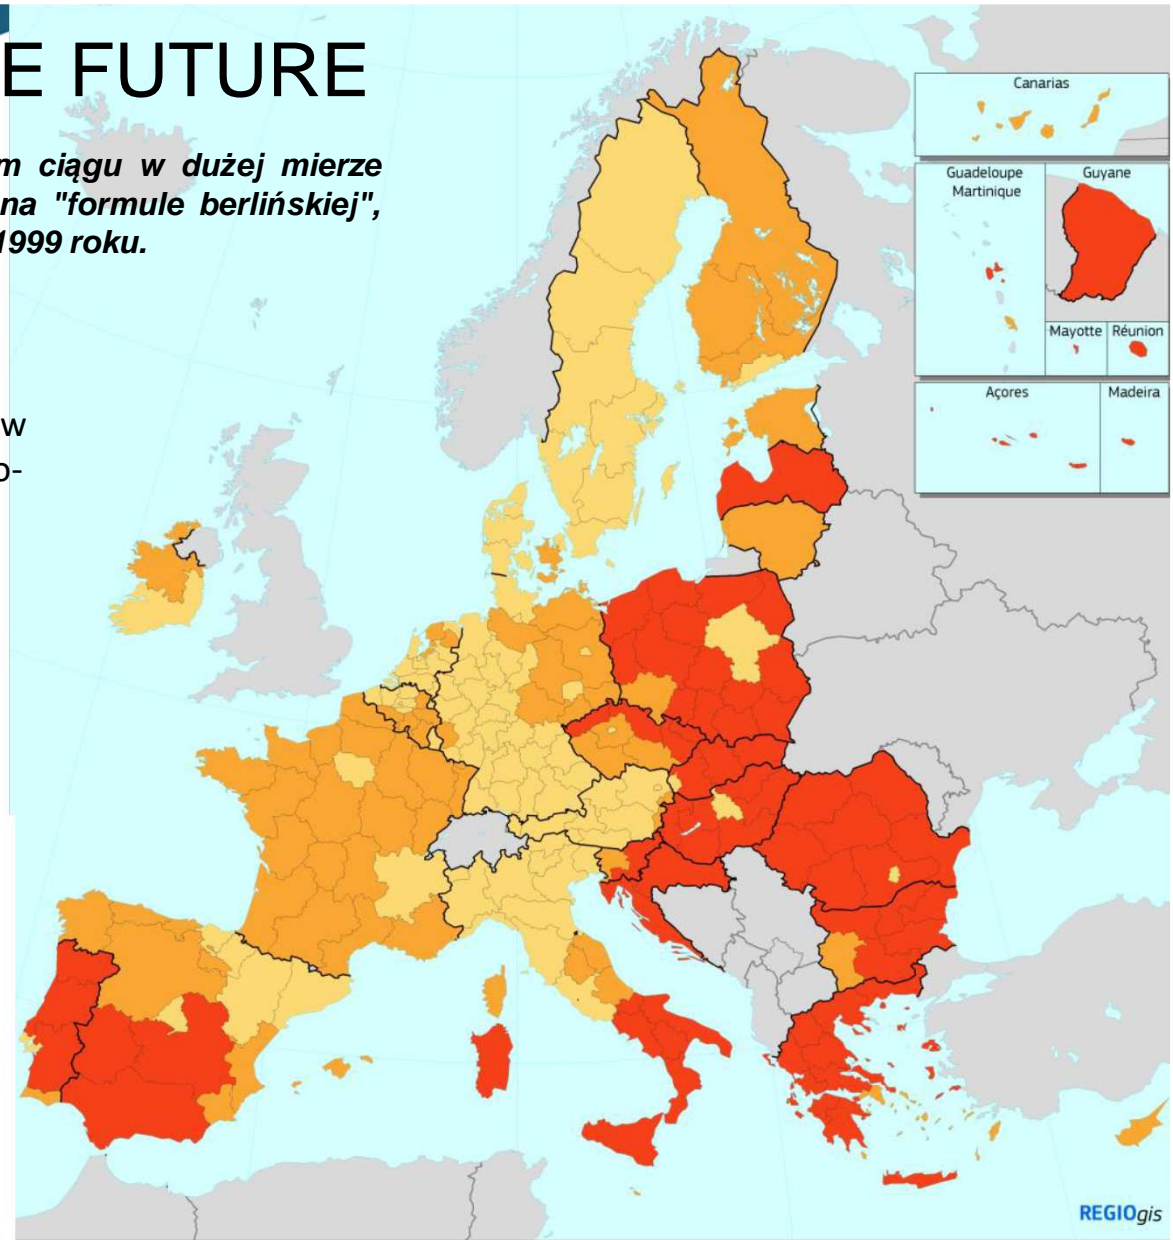 E FUTURE
m ciągu w dużej mierze
na "formule berlińskiej",
1999 roku.
w
o-
Canarias
Guadeloupe
Martinique
Guyane
Mayotte
Réunion
Açores
Madeira
REGIOgis